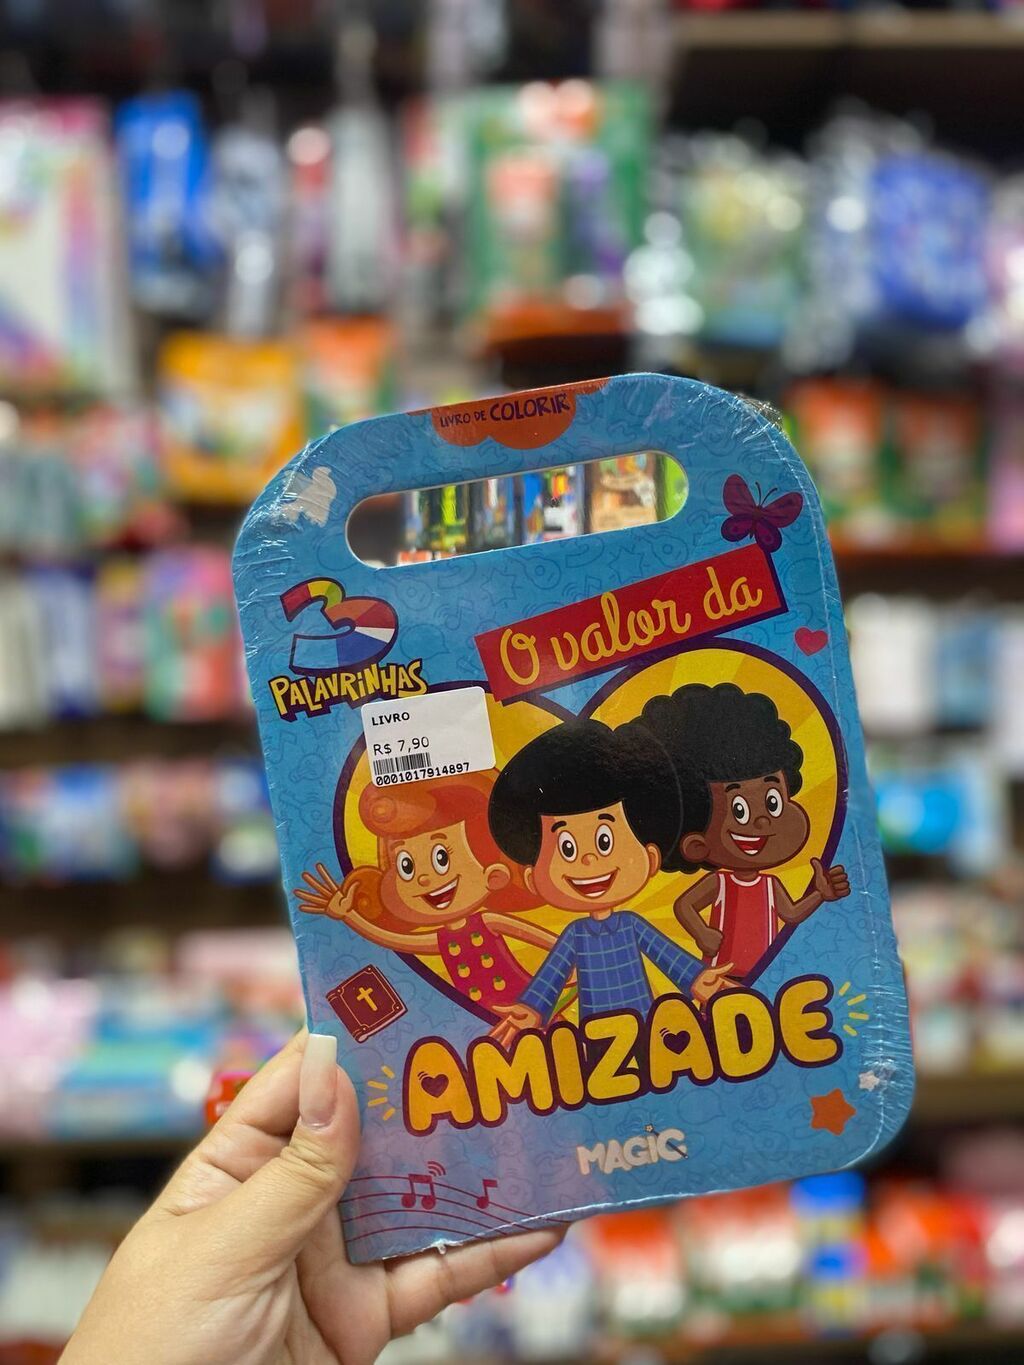 LIVRO DE COLORIR
3
PALAVRINHAS
O valor da
LIVRO
R$ 7,90
0001017914897
AMIZADE
MAGIC